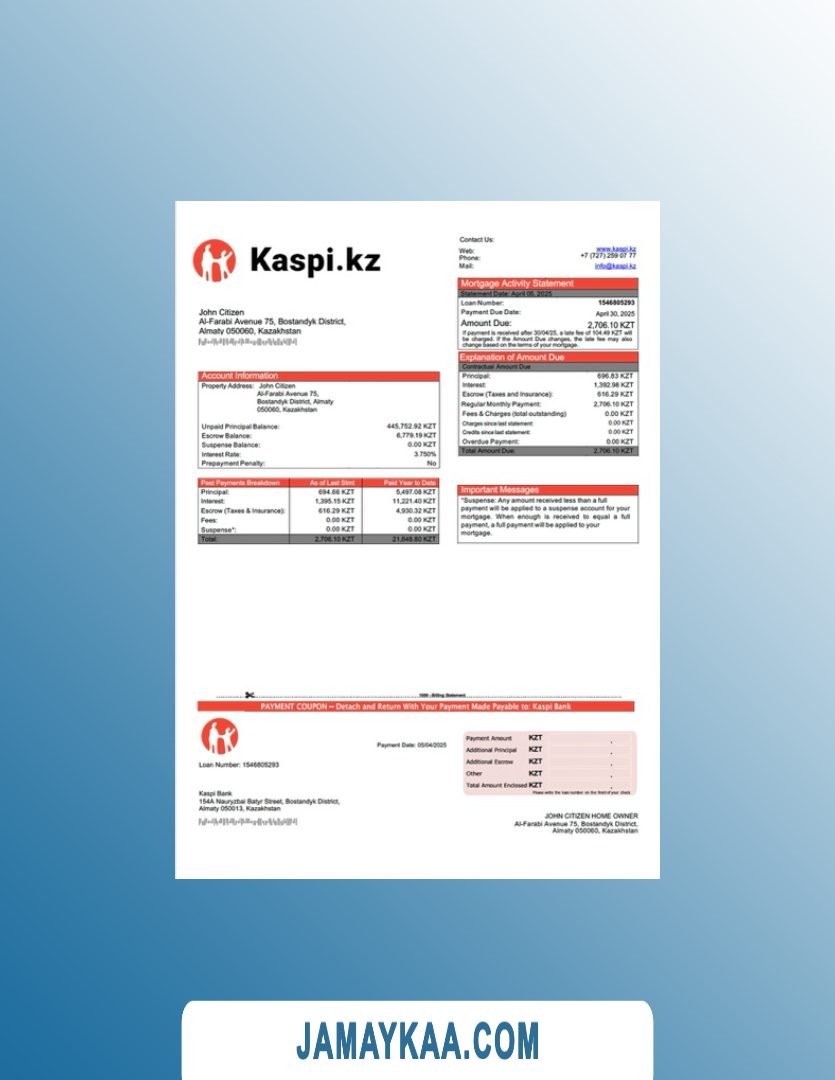 Kaspi.kz
Contact Us:
Web: www.kaspi.kz
Phone: +7 (727) 259 07 77
Mail: info@kaspi.kz
Mortgage Activity Statement
Statement Date: April 05, 2025
Loan Number: 1546805293
Payment Due Date: April 30, 2025
Amount Due: 2,706.10 KZT
If payment is received after 30/04/25, a late fee of 104.49 KZT will
be charged. If the Amount Due changes, the late fee may also
change based on the terms of your mortgage.
John Citizen
Al-Farabi Avenue 75, Bostandyk District,
Almaty 050060, Kazakhstan
Explanation of Amount Due
Contractual Amount Due
Principal: 696.83 KZT
Interest: 1,392.98 KZT
Escrow (Taxes and Insurance): 616.29 KZT
Regular Monthly Payment: 2,706.10 KZT
Fees & Charges (total outstanding) 0.00 KZT
Charges since last statement: 0.00 KZT
Credits since last statement: 0.00 KZT
Overdue Payment: 0.00 KZT
Total Amount Due: 2,706.10 KZT
Account Information
Property Address: John Citizen
Al-Farabi Avenue 75,
Bostandyk District, Almaty
050060, Kazakhstan
Unpaid Principal Balance: 445,752.92 KZT
Escrow Balance: 6,779.19 KZT
Suspense Balance: 0.00 KZT
Interest Rate: 3.750%
Prepayment Penalty: No
Past Payments Breakdown As of Last Stmt Paid Year to Date
Principal: 694.66 KZT 5,497.08 KZT
Interest: 1,395.15 KZT 11,221.40 KZT
Escrow (Taxes & Insurance): 616.29 KZT 4,930.32 KZT
Fees: 0.00 KZT 0.00 KZT
Suspense*: 0.00 KZT 0.00 KZT
Total: 2,706.10 KZT 21,648.80 KZT
Important Messages
*Suspense: Any amount received less than a full
payment will be applied to a suspense account for your
mortgage. When enough is received to equal a full
payment, a full payment will be applied to your
mortgage.
Billing Statement
PAYMENT COUPON -- Detach and Return With Your Payment Made Payable to: Kaspi Bank
Payment Date: 05/04/2025
Loan Number: 1546805293
Payment Amount KZT .
Additional Principal KZT .
Additional Escrow KZT .
Other KZT .
Total Amount Enclosed KZT .
Please write the loan number on the front of your check
Kaspi Bank
154A Nauryzbai Batyr Street, Bostandyk District,
Almaty 050013, Kazakhstan
JOHN CITIZEN HOME OWNER
Al-Farabi Avenue 75, Bostandyk District,
Almaty 050060, Kazakhstan
JAMAYKAA.COM